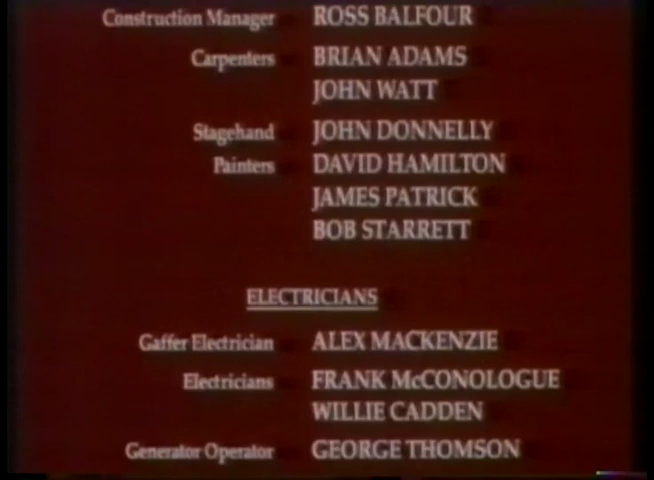 Construction Manager ROSS BALFOUR
Carpenters BRIAN ADAMS
JOHN WATT
Stagehand JOHN DONNELLY
Painters DAVID HAMILTON
JAMES PATRICK
BOB STARRETT
ELECTRICIANS
Gaffer Electrician ALEX MACKENZIE
Electricians FRANK McCONOLOGUE
WILLIE CADDEN
Generator Operator GEORGE THOMSON